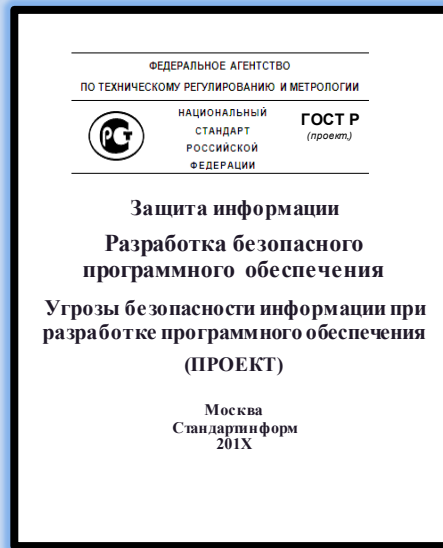 ФЕДЕРАЛЬНОЕ АГЕНТСТВО
ПО ТЕХНИЧЕСКОМУ РЕГУЛИРОВАНИЮ И МЕТРОЛОГИИ
НАЦИОНАЛЬНЫЙ
СТАНДАРТ
РОССИЙСКОЙ
ФЕДЕРАЦИИ
ГОСТ Р
(проект,)
Защита информации
Разработка безопасного
программного обеспечения
Угрозы безопасности информации при
разработке программного обеспечения
(ПРОЕКТ)
Москва
Стандартинформ
201X